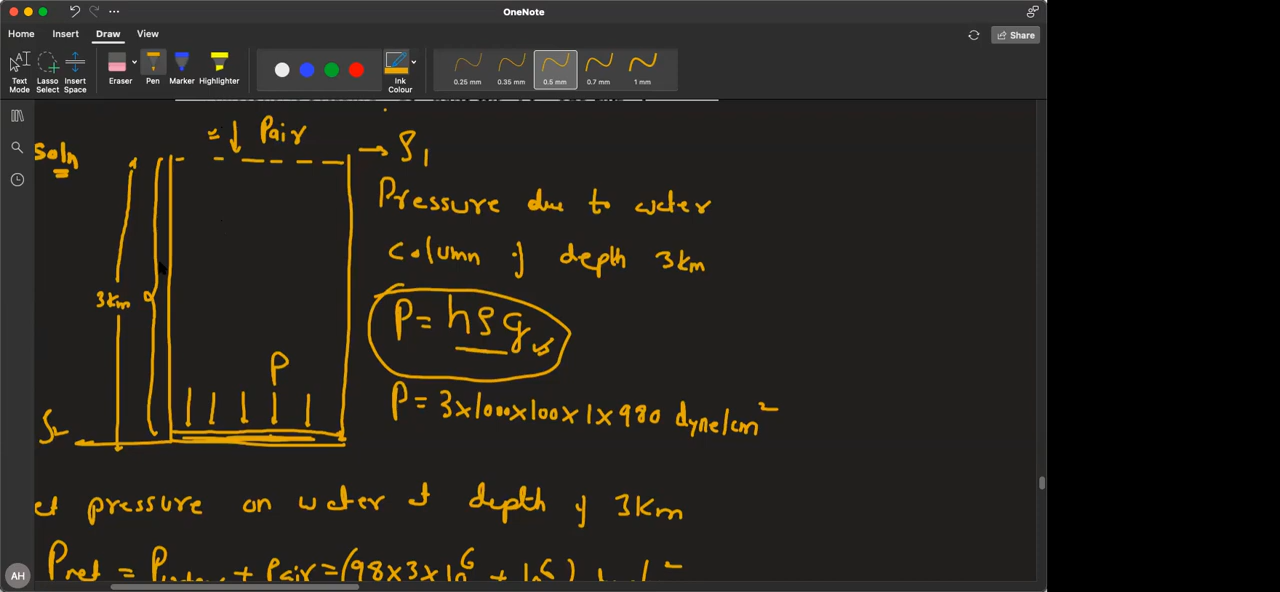 OneNote
Home Insert Draw View
Share
Text Mode
Lasso Select
Insert Space
Eraser
Pen
Marker
Highlighter
Ink Colour
0.25 mm
0.35 mm
0.5 mm
0.7 mm
1 mm
Soln
= ↓ Pair
→ ρ1
Pressure due to water
column of depth 3km
3km
P = hρg
P
P = 3×1000×100×1×980 dyne/cm²
et pressure on water at depth of 3Km
Pnet = Pwater + Pair = (98×3×10⁶ + 10⁶)
AH